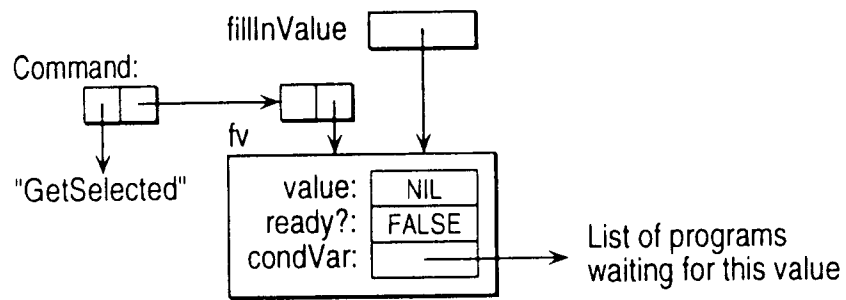 fillInValue
Command:
fv
"GetSelected"
value: NIL
ready?: FALSE
condVar:
List of programs
waiting for this value